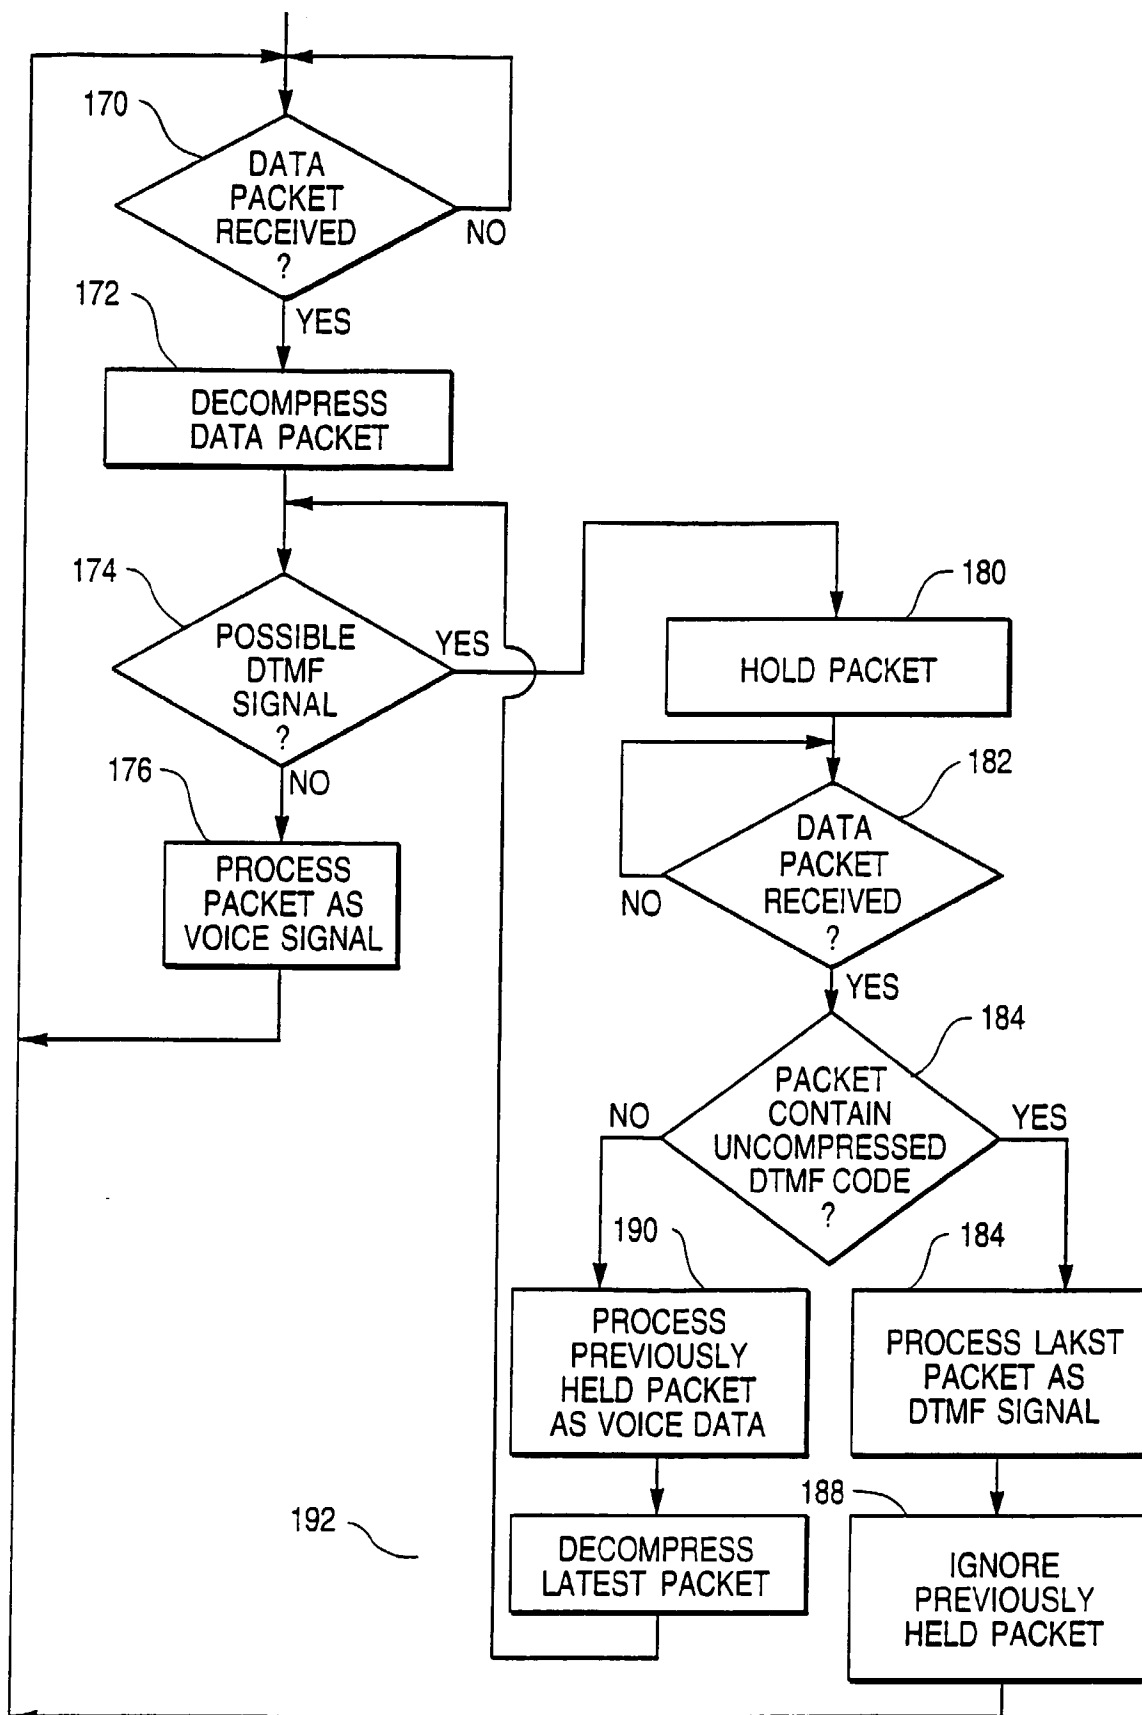 170
DATA
PACKET
RECEIVED
?
NO
YES
172
DECOMPRESS
DATA PACKET
174
POSSIBLE
DTMF
SIGNAL
?
YES
NO
176
PROCESS
PACKET AS
VOICE SIGNAL
180
HOLD PACKET
182
DATA
PACKET
RECEIVED
?
NO
YES
184
PACKET
CONTAIN
UNCOMPRESSED
DTMF CODE
?
NO
YES
190
PROCESS
PREVIOUSLY
HELD PACKET
AS VOICE DATA
184
PROCESS LAKST
PACKET AS
DTMF SIGNAL
192
DECOMPRESS
LATEST PACKET
188
IGNORE
PREVIOUSLY
HELD PACKET